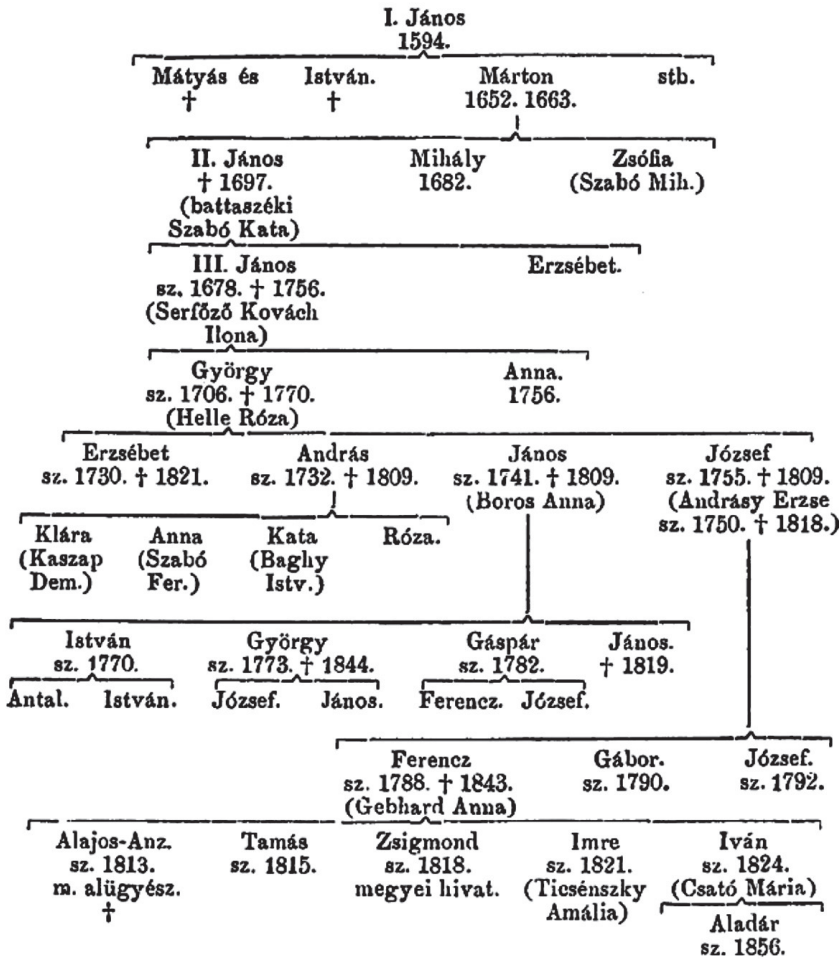 I. János
1594.
Mátyás és István. Márton stb.
† † 1652. 1663.
II. János Mihály Zsófia
† 1697. 1682. (Szabó Mih.)
(battaszéki
Szabó Kata)
III. János Erzsébet.
sz. 1678. † 1756.
(Serfőző Kovách
Ilona)
György Anna.
sz. 1706. † 1770. 1756.
(Helle Róza)
Erzsébet András János József
sz. 1730. † 1821. sz. 1732. † 1809. sz. 1741. † 1809. sz. 1755. † 1809.
(Boros Anna) (Andrásy Erzse
sz. 1750. † 1818.)
Klára Anna Kata Róza.
(Kaszap (Szabó (Baghy
Dem.) Fer.) Istv.)
István György Gáspár János.
sz. 1770. sz. 1773. † 1844. sz. 1782. † 1819.
Antal. István. József. János. Ferencz. József.
Ferencz Gábor. József.
sz. 1788. † 1843. sz. 1790. sz. 1792.
(Gebhard Anna)
Alajos-Anz. Tamás Zsigmond Imre Iván
sz. 1813. sz. 1815. sz. 1818. sz. 1821. sz. 1824.
m. alügyész. megyei hivat. (Ticsénszky (Csató Mária)
† Amália)
Aladár
sz. 1856.